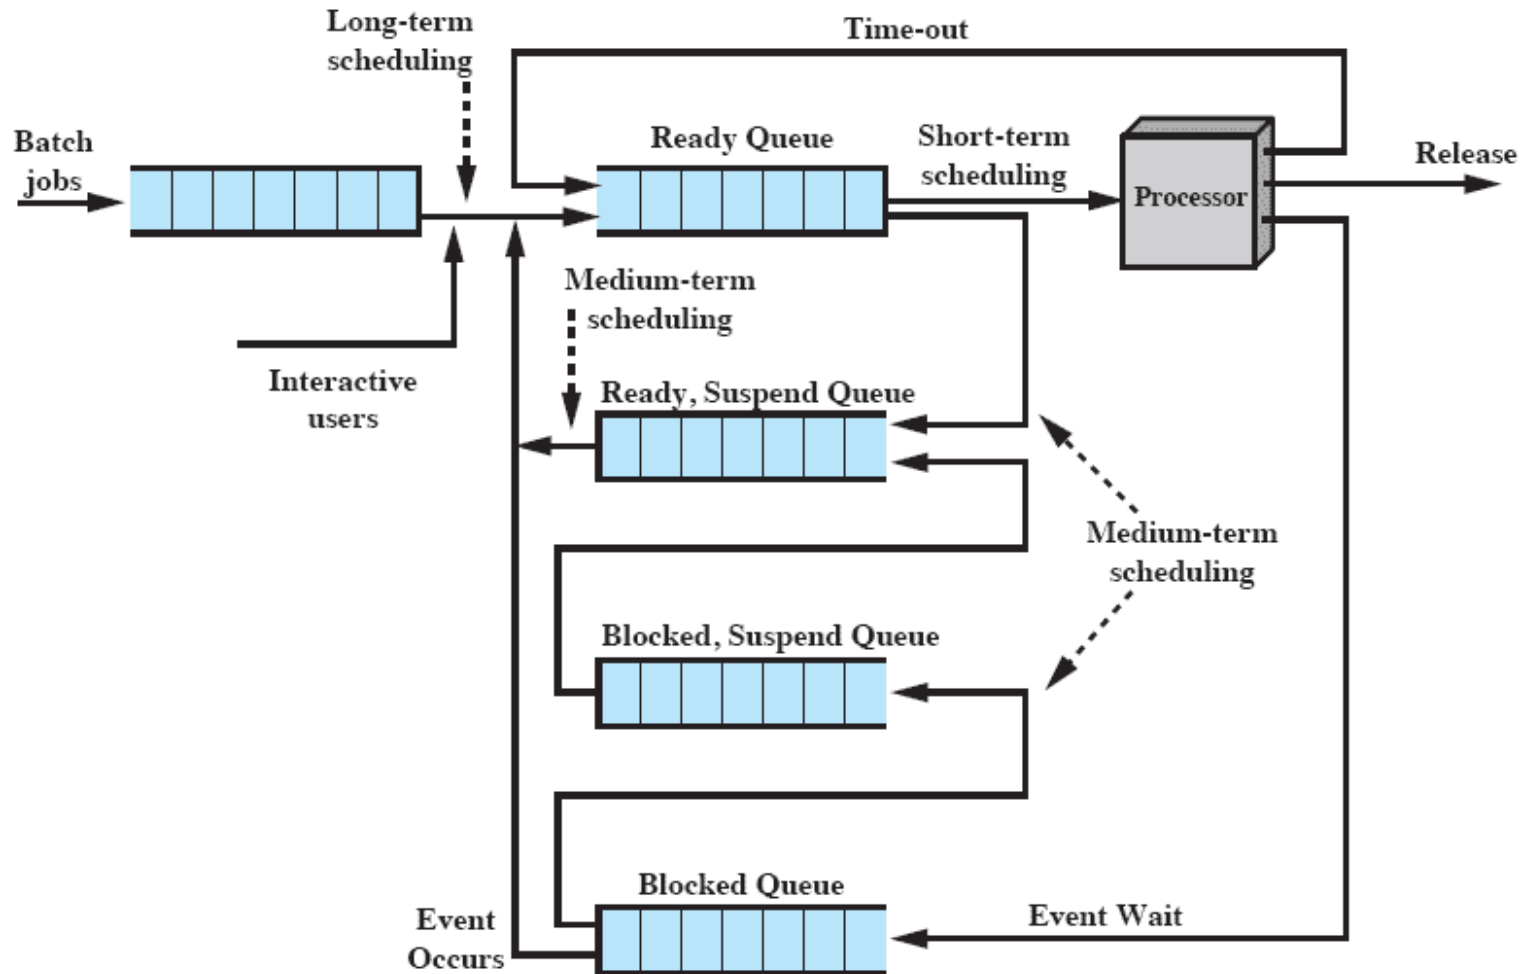 Long-term
scheduling
Time-out
Batch
jobs
Ready Queue
Short-term
scheduling
Processor
Release
Medium-term
scheduling
Interactive
users
Ready, Suspend Queue
Medium-term
scheduling
Blocked, Suspend Queue
Blocked Queue
Event
Occurs
Event Wait